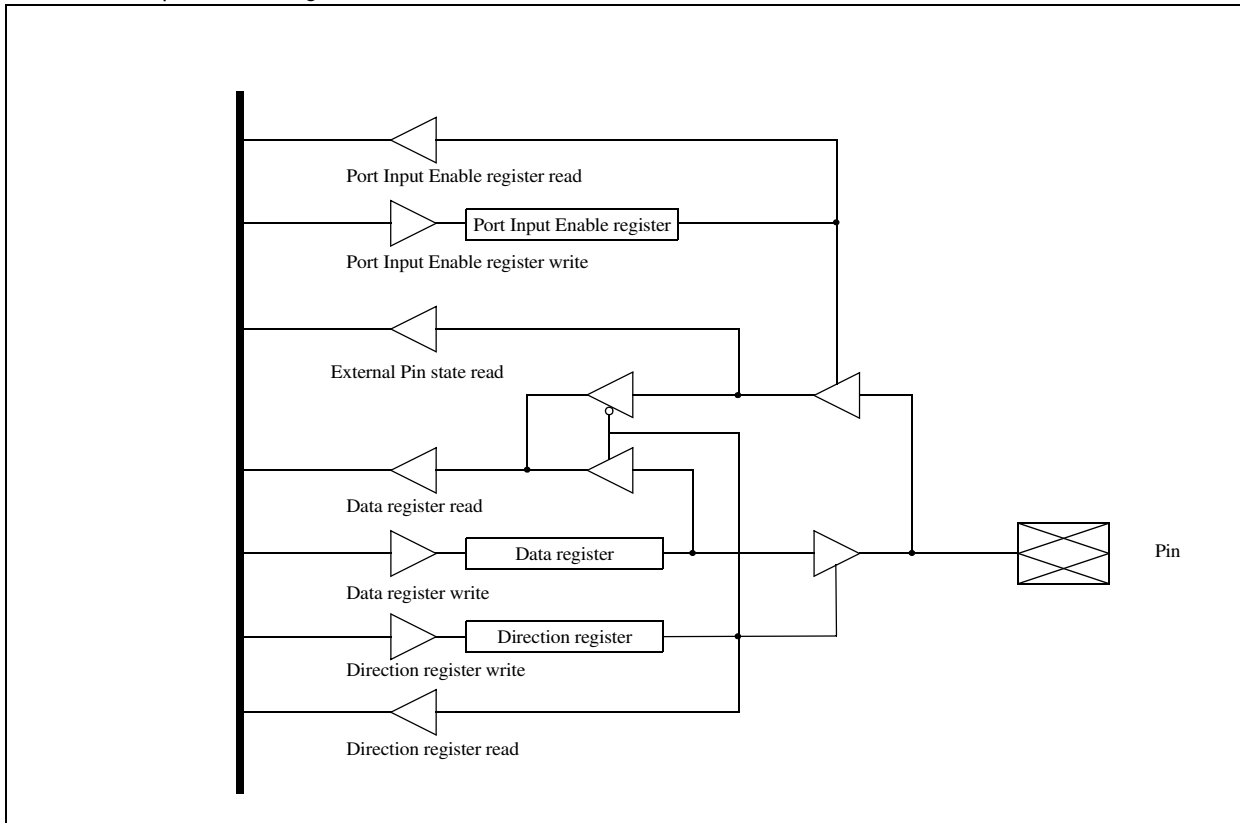 Port Input Enable register read
Port Input Enable register
Port Input Enable register write
External Pin state read
Data register read
Data register
Pin
Data register write
Direction register
Direction register write
Direction register read